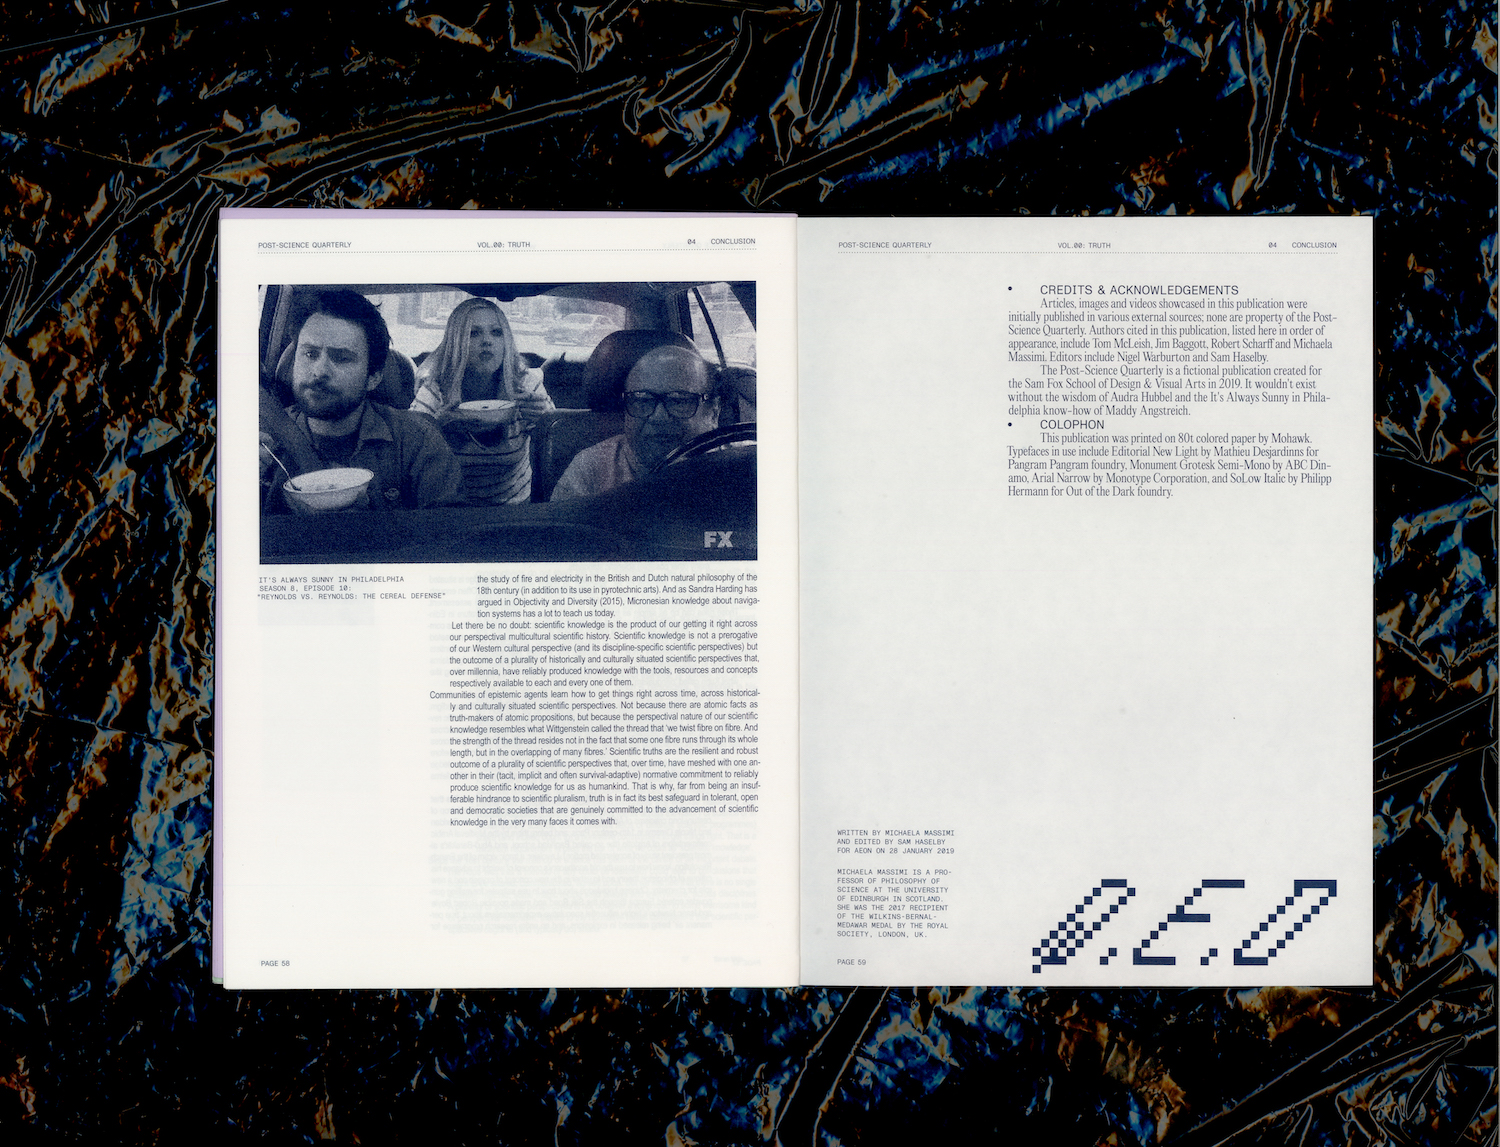 POST-SCIENCE QUARTERLY
VOL.00: TRUTH
04 CONCLUSION
FX
IT'S ALWAYS SUNNY IN PHILADELPHIA
SEASON 8, EPISODE 10:
"REYNOLDS VS. REYNOLDS: THE CEREAL DEFENSE"
the study of fire and electricity in the British and Dutch natural philosophy of the
18th century (in addition to its use in pyrotechnic arts). And as Sandra Harding has
argued in Objectivity and Diversity (2015), Micronesian knowledge about naviga-
tion systems has a lot to teach us today.
Let there be no doubt: scientific knowledge is the product of our getting it right across
our perspectival multicultural scientific history. Scientific knowledge is not a prerogative
of our Western cultural perspective (and its discipline-specific scientific perspectives) but
the outcome of a plurality of historically and culturally situated scientific perspectives that,
over millennia, have reliably produced knowledge with the tools, resources and concepts
respectively available to each and every one of them.
Communities of epistemic agents learn how to get things right across time, across historical-
ly and culturally situated scientific perspectives. Not because there are atomic facts as
truth-makers of atomic propositions, but because the perspectival nature of our scientific
knowledge resembles what Wittgenstein called the thread that 'we twist fibre on fibre. And
the strength of the thread resides not in the fact that some one fibre runs through its whole
length, but in the overlapping of many fibres.' Scientific truths are the resilient and robust
outcome of a plurality of scientific perspectives that, over time, have meshed with one an-
other in their (tacit, implicit and often survival-adaptive) normative commitment to reliably
produce scientific knowledge for us as humankind. That is why, far from being an insuf-
ferable hindrance to scientific pluralism, truth is in fact its best safeguard in tolerant, open
and democratic societies that are genuinely committed to the advancement of scientific
knowledge in the very many faces it comes with.
PAGE 58
POST-SCIENCE QUARTERLY
VOL.00: TRUTH
04 CONCLUSION
• CREDITS & ACKNOWLEDGEMENTS
Articles, images and videos showcased in this publication were
initially published in various external sources; none are property of the Post-
Science Quarterly. Authors cited in this publication, listed here in order of
appearance, include Tom McLeish, Jim Baggott, Robert Scharff and Michaela
Massimi. Editors include Nigel Warburton and Sam Haselby.
The Post-Science Quarterly is a fictional publication created for
the Sam Fox School of Design & Visual Arts in 2019. It wouldn't exist
without the wisdom of Audra Hubbel and the It's Always Sunny in Phila-
delphia know-how of Maddy Angstreich.
• COLOPHON
This publication was printed on 80t colored paper by Mohawk.
Typefaces in use include Editorial New Light by Mathieu Desjardinns for
Pangram Pangram foundry, Monument Grotesk Semi-Mono by ABC Din-
amo, Arial Narrow by Monotype Corporation, and SoLow Italic by Philipp
Hermann for Out of the Dark foundry.
WRITTEN BY MICHAELA MASSIMI
AND EDITED BY SAM HASELBY
FOR AEON ON 28 JANUARY 2019
MICHAELA MASSIMI IS A PRO-
FESSOR OF PHILOSOPHY OF
SCIENCE AT THE UNIVERSITY
OF EDINBURGH IN SCOTLAND.
SHE WAS THE 2017 RECIPIENT
OF THE WILKINS-BERNAL-
MEDAWAR MEDAL BY THE ROYAL
SOCIETY, LONDON, UK.
PAGE 59
Q.E.D